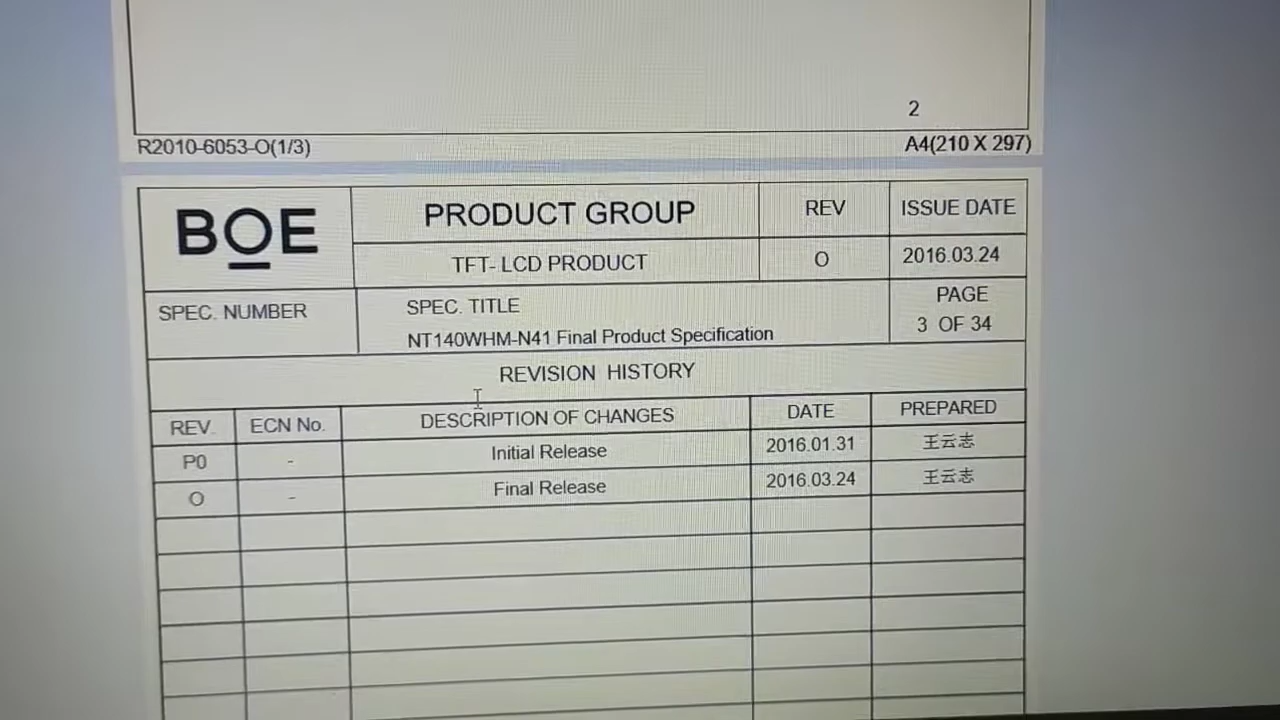 2
R2010-6053-O(1/3) A4(210 X 297)
BOE PRODUCT GROUP REV ISSUE DATE
TFT- LCD PRODUCT O 2016.03.24
SPEC. NUMBER SPEC. TITLE PAGE
NT140WHM-N41 Final Product Specification 3 OF 34
REVISION HISTORY
REV. ECN No. DESCRIPTION OF CHANGES DATE PREPARED
P0 - Initial Release 2016.01.31 王云志
O - Final Release 2016.03.24 王云志